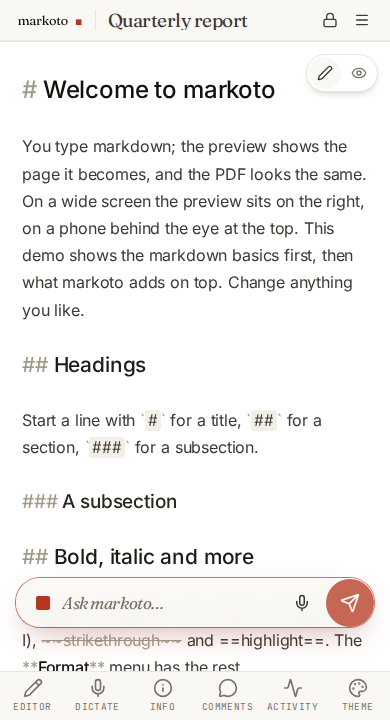 markoto
Quarterly report
# Welcome to markoto
You type markdown; the preview shows the
page it becomes, and the PDF looks the same.
On a wide screen the preview sits on the right,
on a phone behind the eye at the top. This
demo shows the markdown basics first, then
what markoto adds on top. Change anything
you like.
## Headings
Start a line with `#` for a title, `##` for a
section, `###` for a subsection.
### A subsection
## Bold, italic and more
Ask markoto...
I), ~~strikethrough~~ and ==highlight==. The
**Format** menu has the rest.
EDITOR DICTATE INFO COMMENTS ACTIVITY THEME